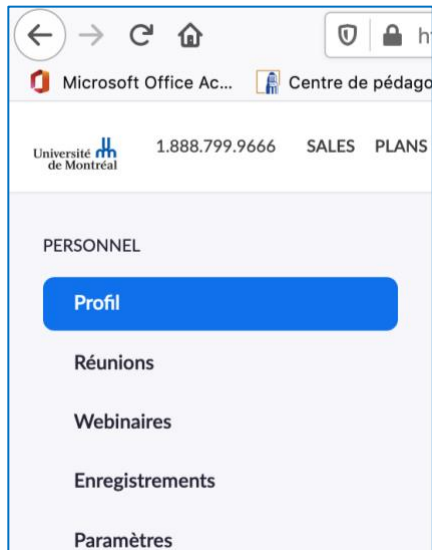 h
Microsoft Office Ac... Centre de pédago
Université de Montréal 1.888.799.9666 SALES PLANS
PERSONNEL
Profil
Réunions
Webinaires
Enregistrements
Paramètres